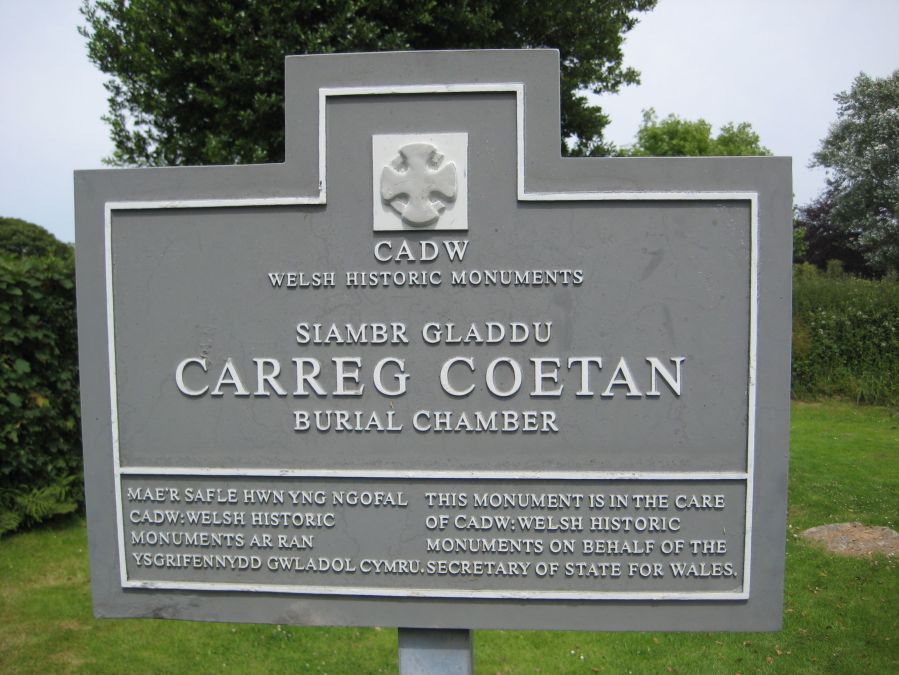 CADW
WELSH HISTORIC MONUMENTS
SIAMBR GLADDU
CARREG COETAN
BURIAL CHAMBER
MAE'R SAFLE HWN YNG NGOFAL
CADW: WELSH HISTORIC
MONUMENTS AR RAN
YSGRIFENNYDD GWLADOL CYMRU.
THIS MONUMENT IS IN THE CARE
OF CADW: WELSH HISTORIC
MONUMENTS ON BEHALF OF THE
SECRETARY OF STATE FOR WALES.